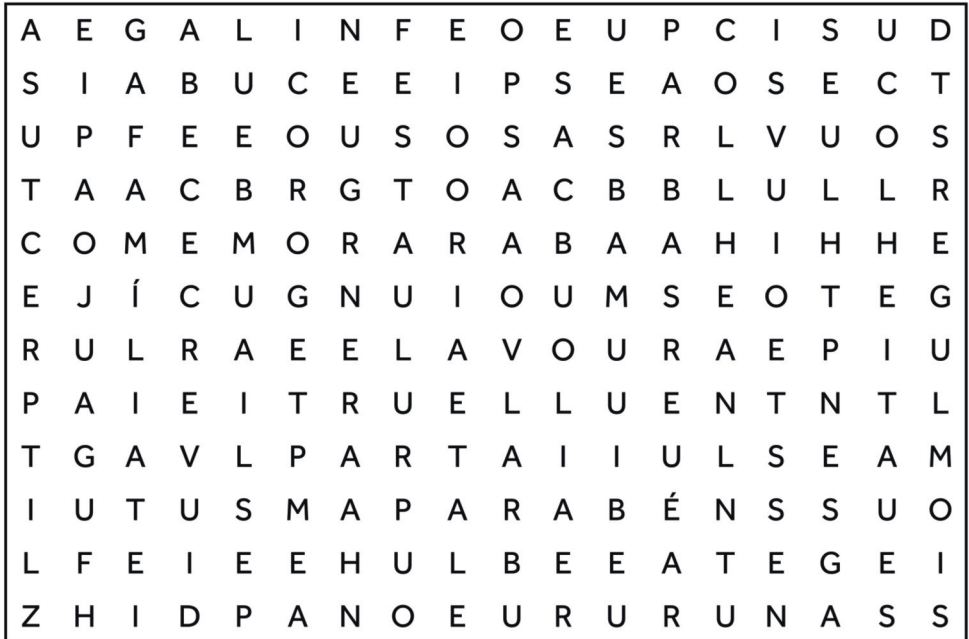 A E G A L I N F E O E U P C I S U D
S I A B U C E E I P S E A O S E C T
U P F E E O U S O S A S R L V U O S
T A A C B R G T O A C B B L U L L R
C O M E M O R A R A B A A H I H H E
E J Í C U G N U I O U M S E O T E G
R U L R A E E L A V O U R A E P I U
P A I E I T R U E L L U E N T N T L
T G A V L P A R T A I I U L S E A M
I U T U S M A P A R A B É N S S U O
L F E I E E H U L B E E A T E G E I
Z H I D P A N O E U R U R U N A S S